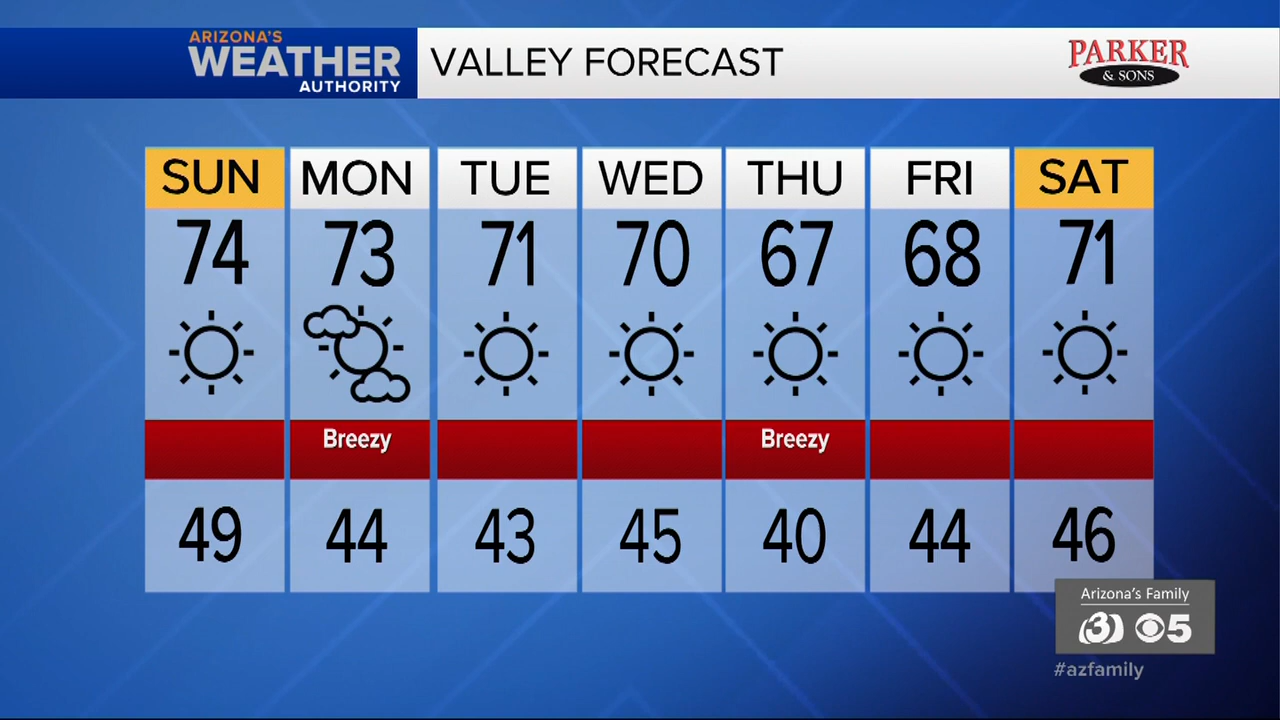 ARIZONA'S
WEATHER
AUTHORITY
VALLEY FORECAST
PARKER
& SONS
SUN MON TUE WED THU FRI SAT
74 73 71 70 67 68 71
Breezy Breezy
49 44 43 45 40 44 46
Arizona's Family
3 5
#azfamily